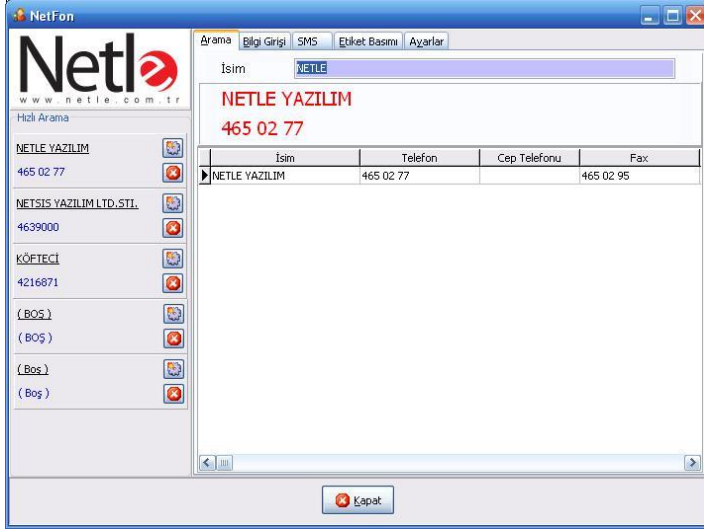 NetFon
Netle
www.netle.com.tr
Hızlı Arama
NETLE YAZILIM
465 02 77
NETSIS YAZILIM LTD.STI.
4639000
KÖFTECİ
4216871
( BOS )
( BOŞ )
( Bos )
( Boş )
Arama Bilgi Girişi SMS Etiket Basımı Ayarlar
İsim NETLE
NETLE YAZILIM
465 02 77
İsim Telefon Cep Telefonu Fax
NETLE YAZILIM 465 02 77 465 02 95
Kapat